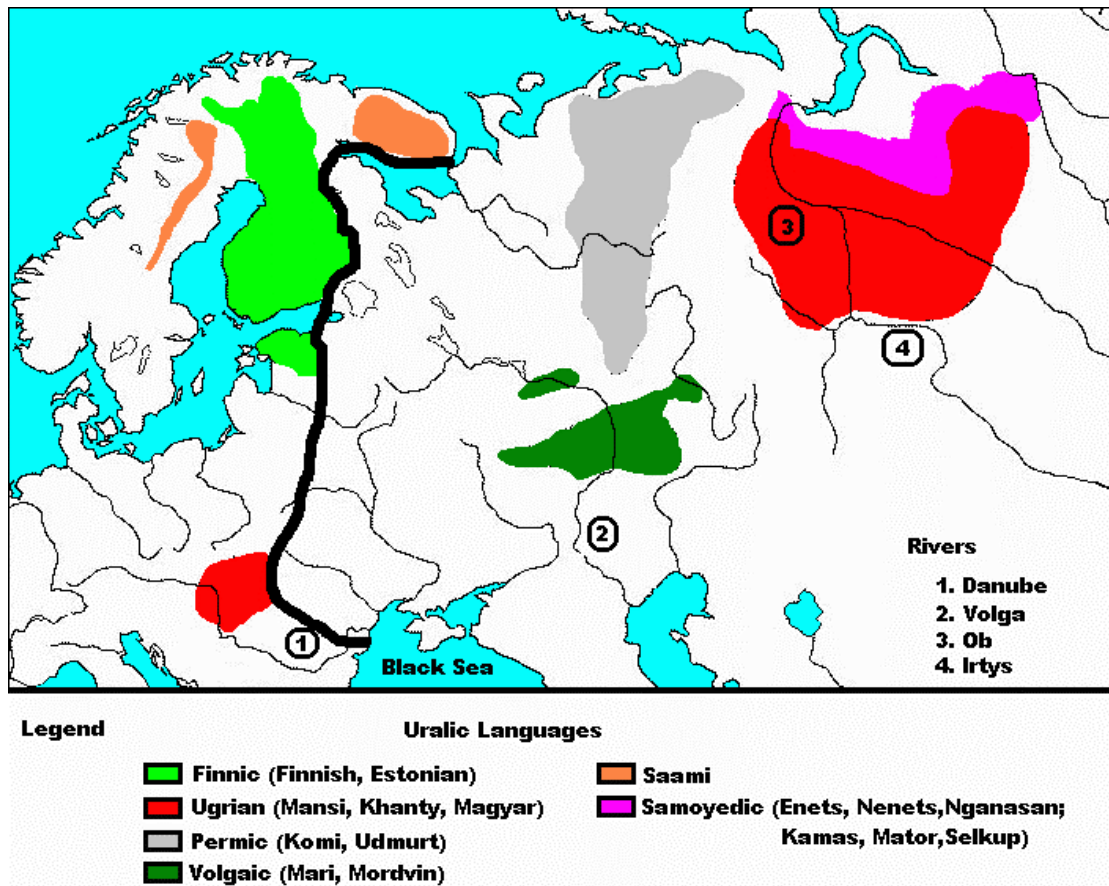 3
4
2
1
Black Sea
Rivers
1. Danube
2. Volga
3. Ob
4. Irtys
Legend
Uralic Languages
Finnic (Finnish, Estonian)
Ugrian (Mansi, Khanty, Magyar)
Permic (Komi, Udmurt)
Volgaic (Mari, Mordvin)
Saami
Samoyedic (Enets, Nenets,Nganasan;
Kamas, Mator,Selkup)